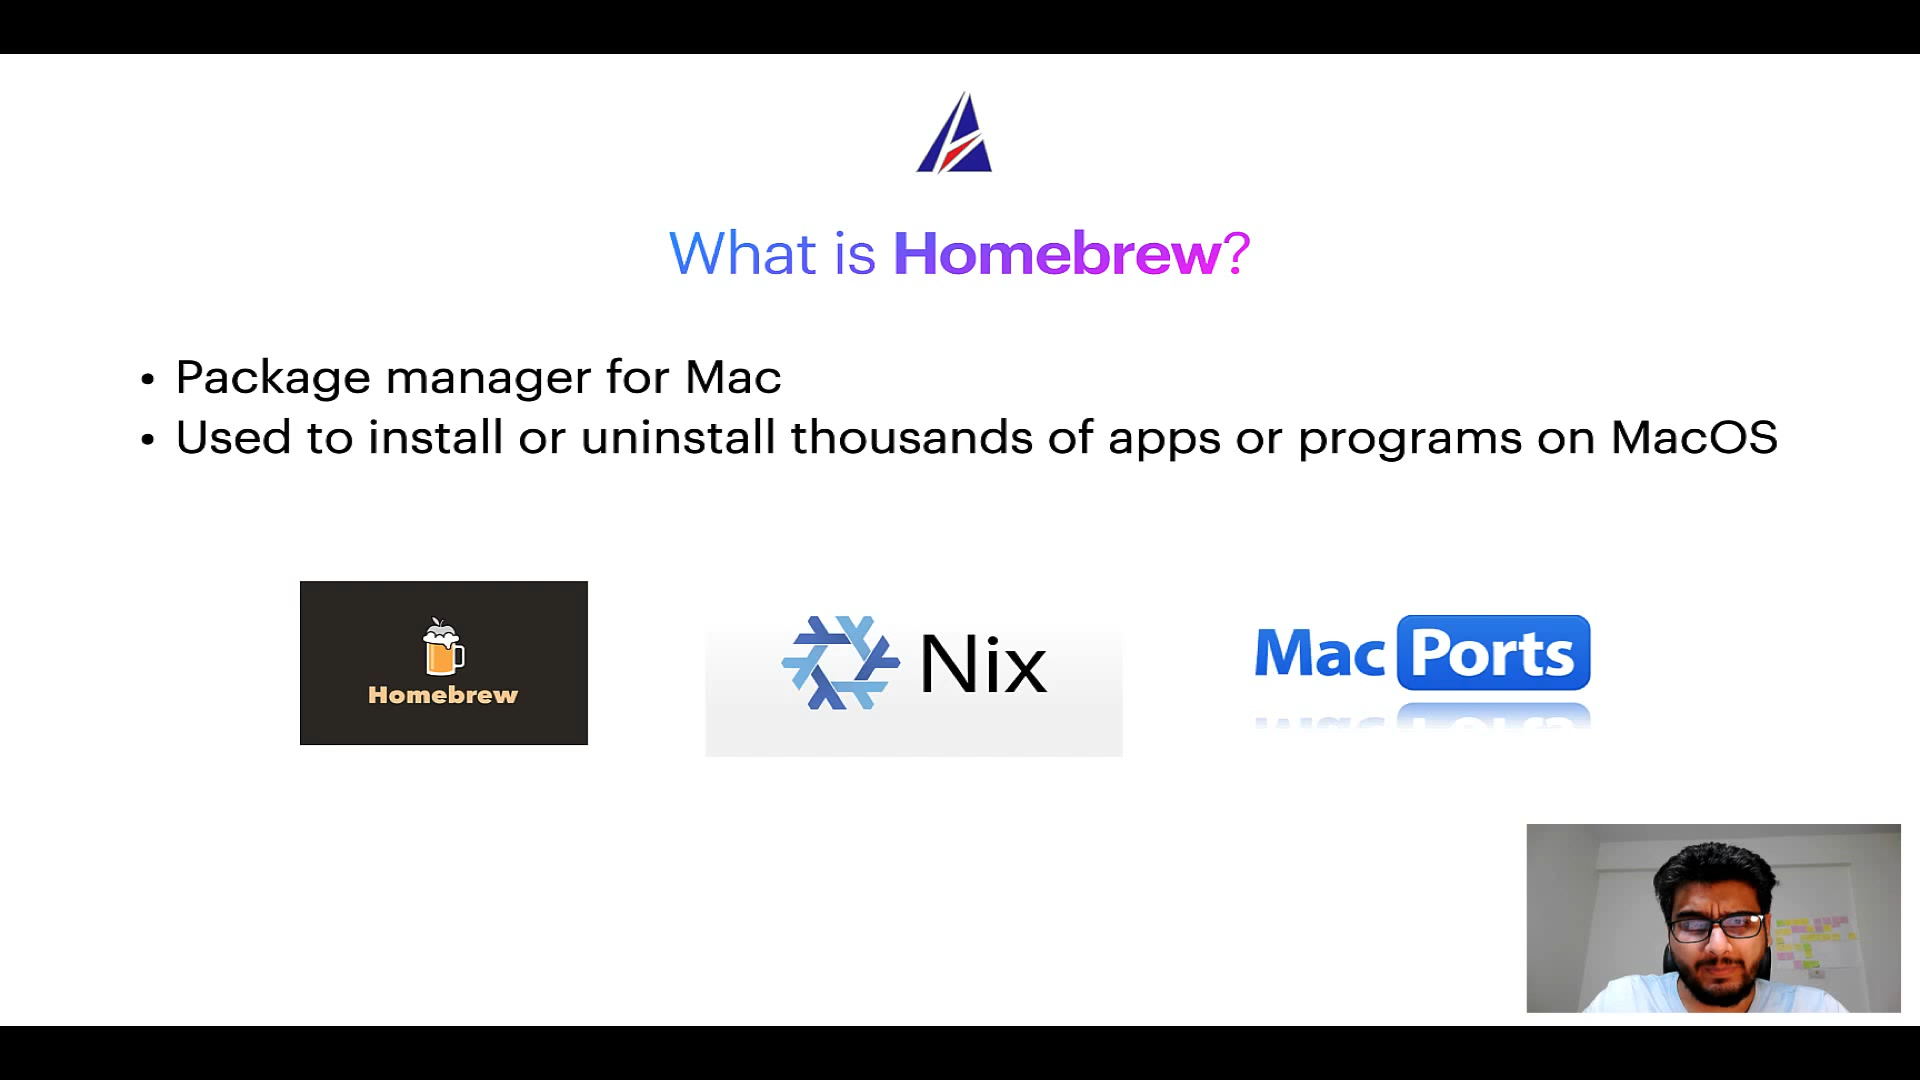 What is Homebrew?
• Package manager for Mac
• Used to install or uninstall thousands of apps or programs on MacOS
Homebrew
Nix
MacPorts